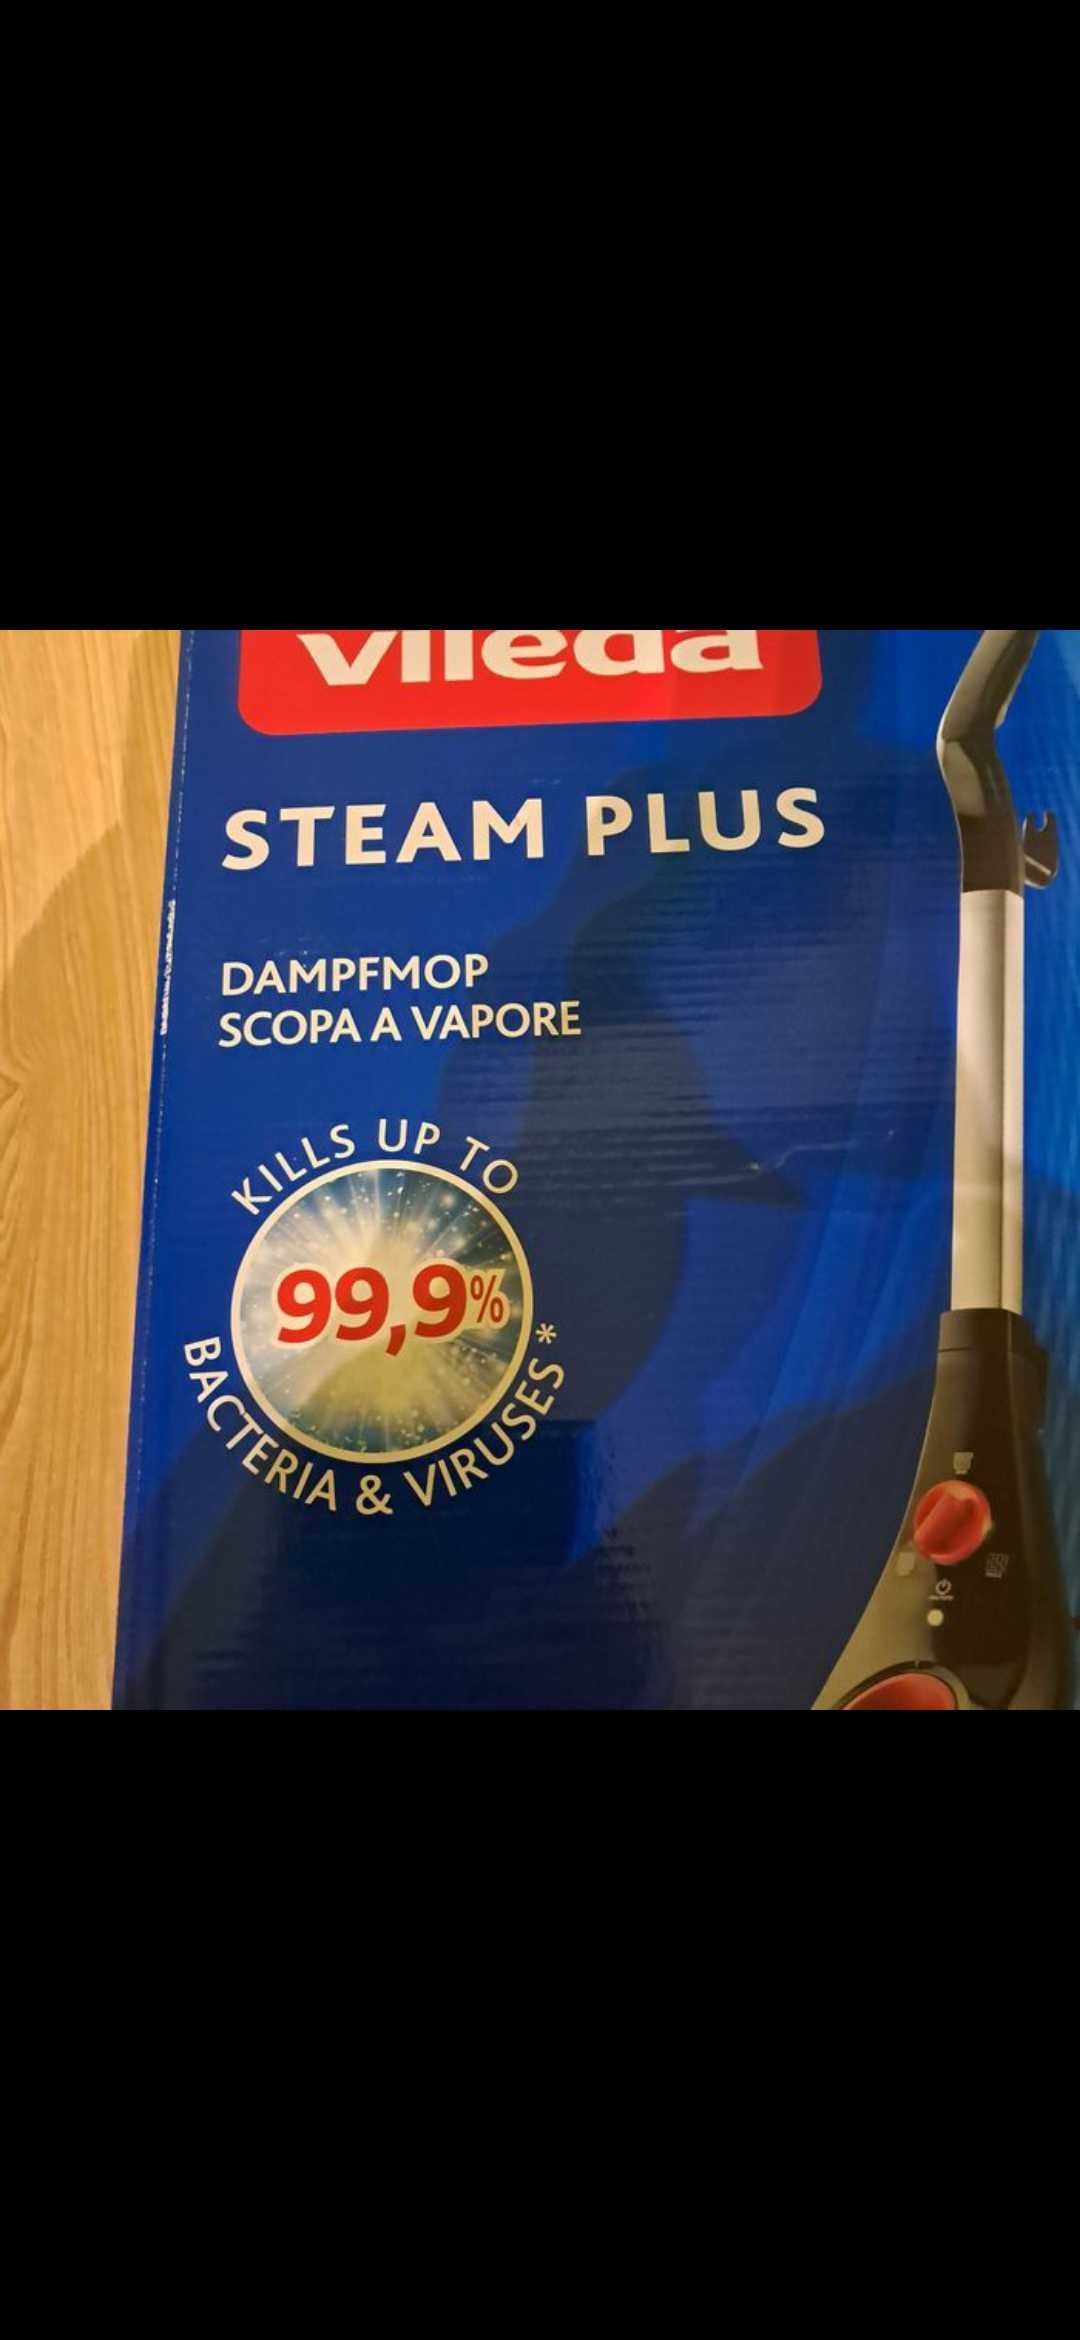 vileda
STEAM PLUS
DAMPFMOP
SCOPA A VAPORE
KILLS UP TO
99,9%
BACTERIA & VIRUSES*